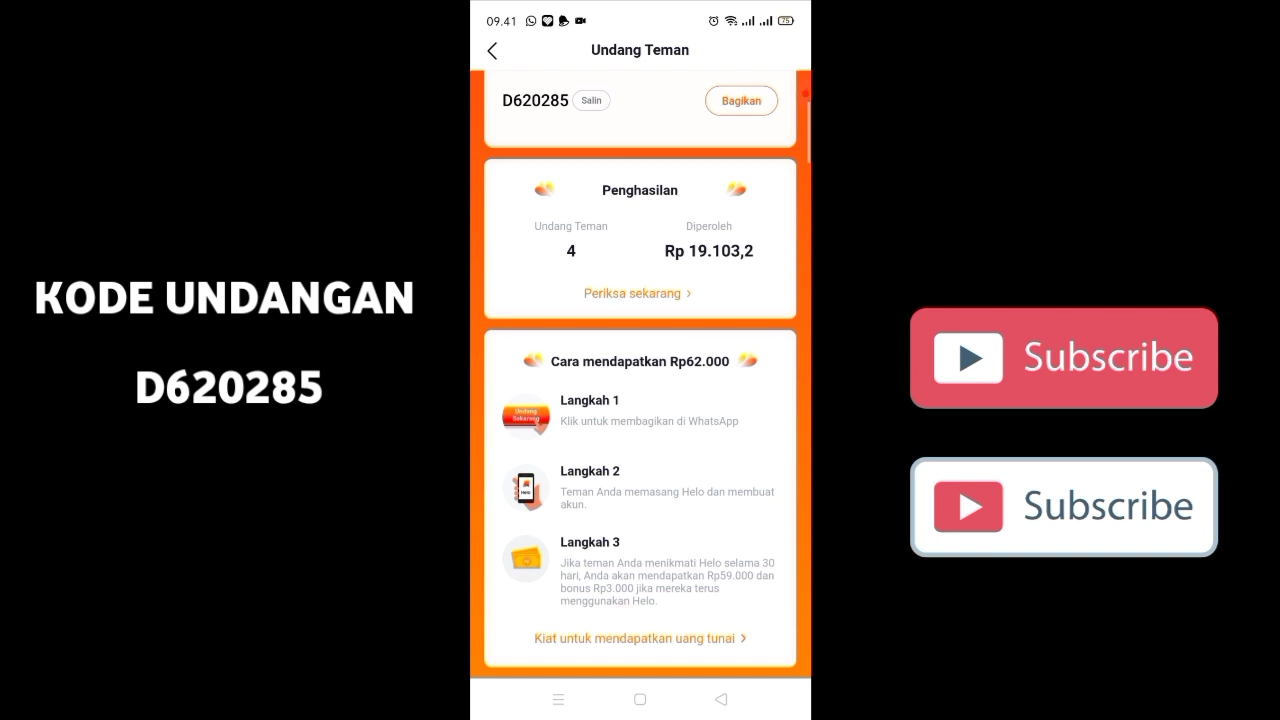 KODE UNDANGAN
D620285
09.41
75
Undang Teman
D620285 Salin
Bagikan
Penghasilan
Undang Teman
Diperoleh
4
Rp 19.103,2
Periksa sekarang
Cara mendapatkan Rp62.000
Undang
Sekarang
Langkah 1
Klik untuk membagikan di WhatsApp
Helo
Langkah 2
Teman Anda memasang Helo dan membuat
akun.
Langkah 3
Jika teman Anda menikmati Helo selama 30
hari, Anda akan mendapatkan Rp59.000 dan
bonus Rp3.000 jika mereka terus
menggunakan Helo.
Kiat untuk mendapatkan uang tunai
Subscribe
Subscribe